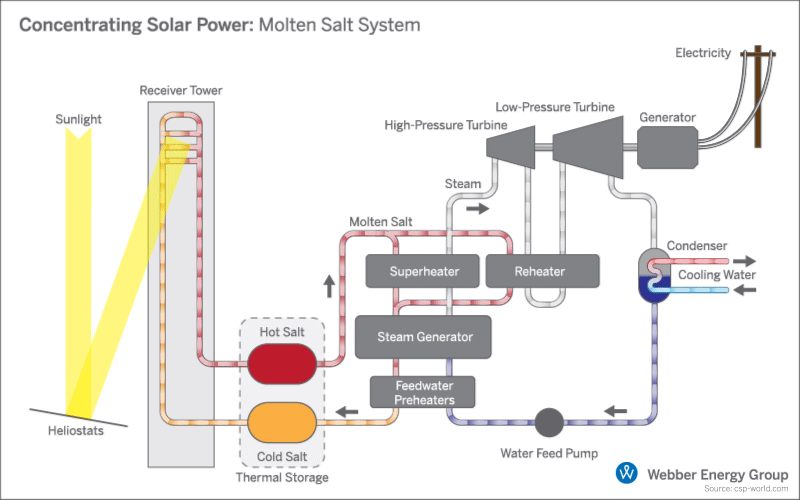 Concentrating Solar Power: Molten Salt System
Electricity
Receiver Tower
Low-Pressure Turbine
Sunlight
High-Pressure Turbine
Generator
Steam
Molten Salt
Condenser
Superheater
Reheater
Cooling Water
Hot Salt
Steam Generator
Feedwater
Preheaters
Heliostats
Cold Salt
Water Feed Pump
Thermal Storage
W
Webber Energy Group
Source: csp-world.com